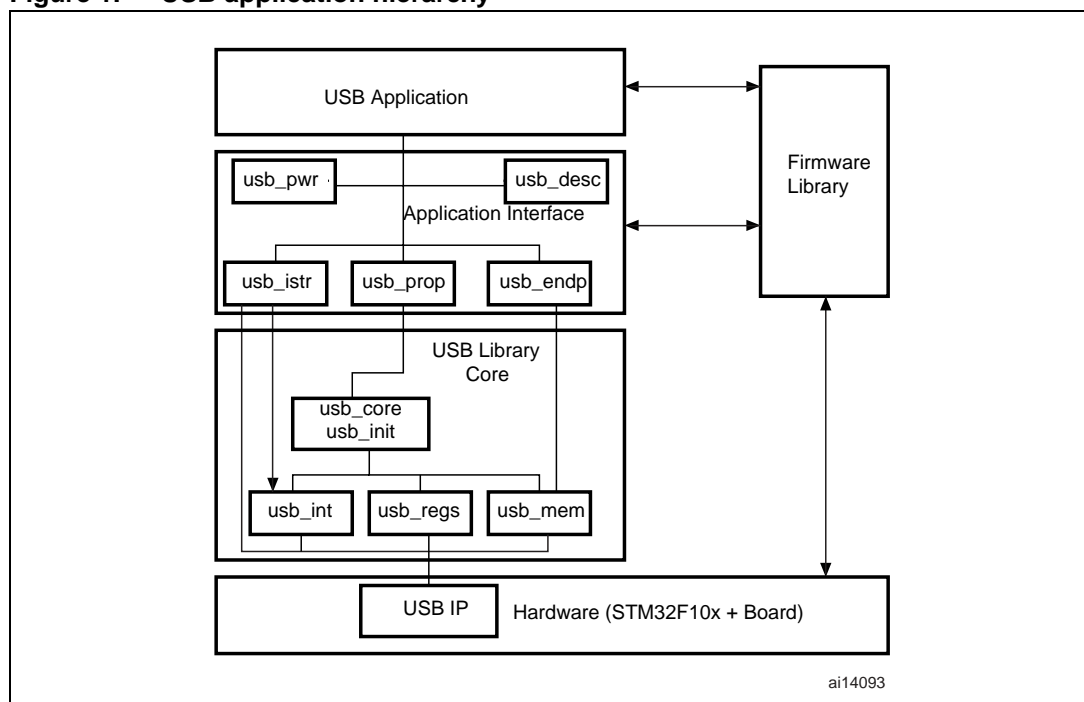 Figure 1. USB application hierarchy
USB Application
Firmware
Library
usb_pwr
usb_desc
Application Interface
usb_istr
usb_prop
usb_endp
USB Library
Core
usb_core
usb_init
usb_int
usb_regs
usb_mem
USB IP
Hardware (STM32F10x + Board)
ai14093